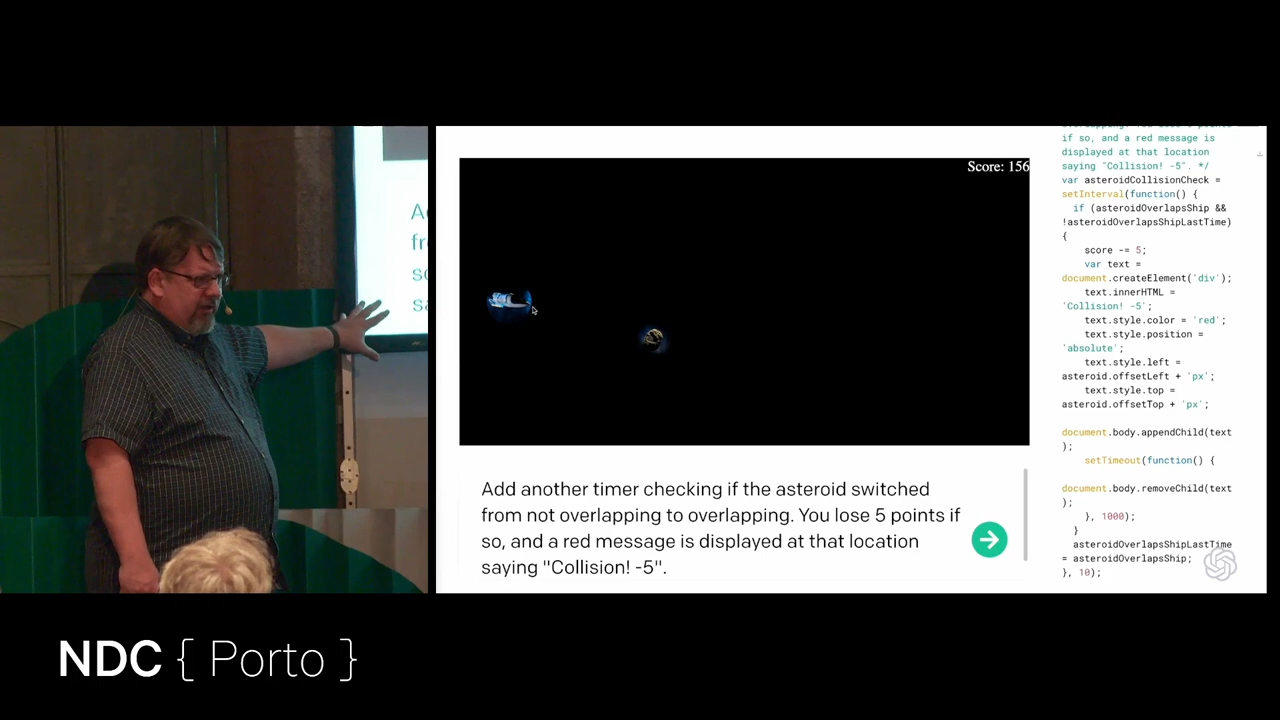 A
fr
so
sa
Score: 156
Add another timer checking if the asteroid switched
from not overlapping to overlapping. You lose 5 points if
so, and a red message is displayed at that location
saying "Collision! -5".
if so, and a red message is
displayed at that location
saying "Collision! -5". */
var asteroidCollisionCheck =
setInterval(function() {
if (asteroidOverlapsShip &&
!asteroidOverlapsShipLastTime)
{
score -= 5;
var text =
document.createElement('div');
text.innerHTML =
'Collision! -5';
text.style.color = 'red';
text.style.position =
'absolute';
text.style.left =
asteroid.offsetLeft + 'px';
text.style.top =
asteroid.offsetTop + 'px';
document.body.appendChild(text
);
setTimeout(function() {
document.body.removeChild(text
);
}, 1000);
}
asteroidOverlapsShipLastTime
= asteroidOverlapsShip;
}, 10);
NDC { Porto }